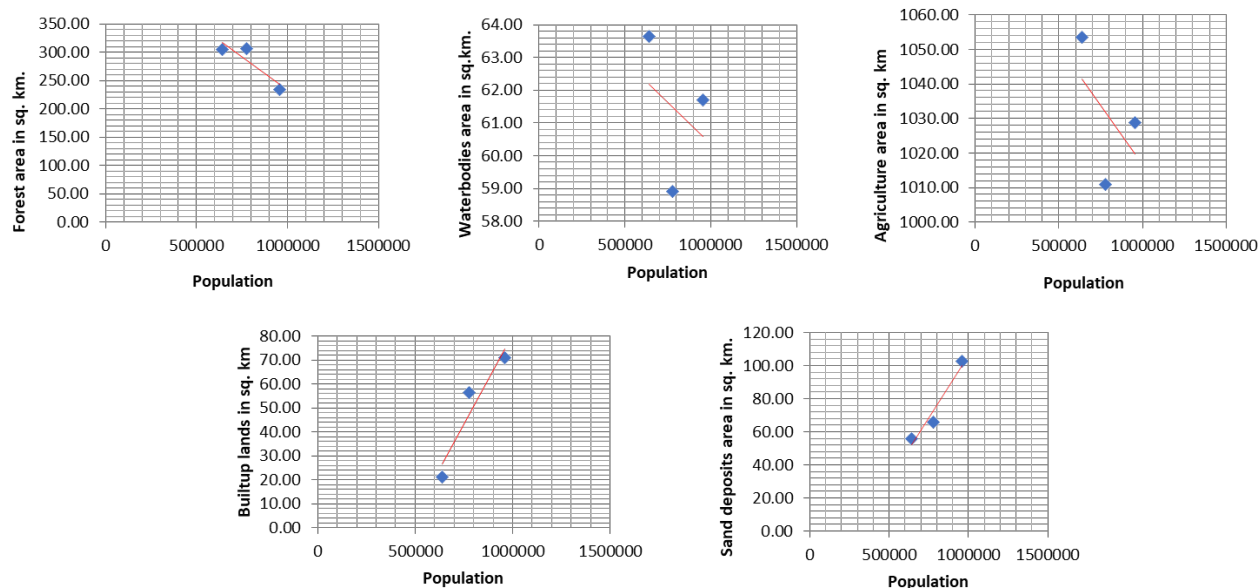 Forest area in sq. km.
350.00
300.00
250.00
200.00
150.00
100.00
50.00
0.00
0 500000 1000000 1500000
Population
Waterbodies area in sq.km.
64.00
63.00
62.00
61.00
60.00
59.00
58.00
0 500000 1000000 1500000
Population
Agriculture area in sq. km
1060.00
1050.00
1040.00
1030.00
1020.00
1010.00
1000.00
0 500000 1000000 1500000
Population
Builtup lands in sq. km
80.00
70.00
60.00
50.00
40.00
30.00
20.00
10.00
0.00
0 500000 1000000 1500000
Population
Sand deposits area in sq. km.
120.00
100.00
80.00
60.00
40.00
20.00
0.00
0 500000 1000000 1500000
Population